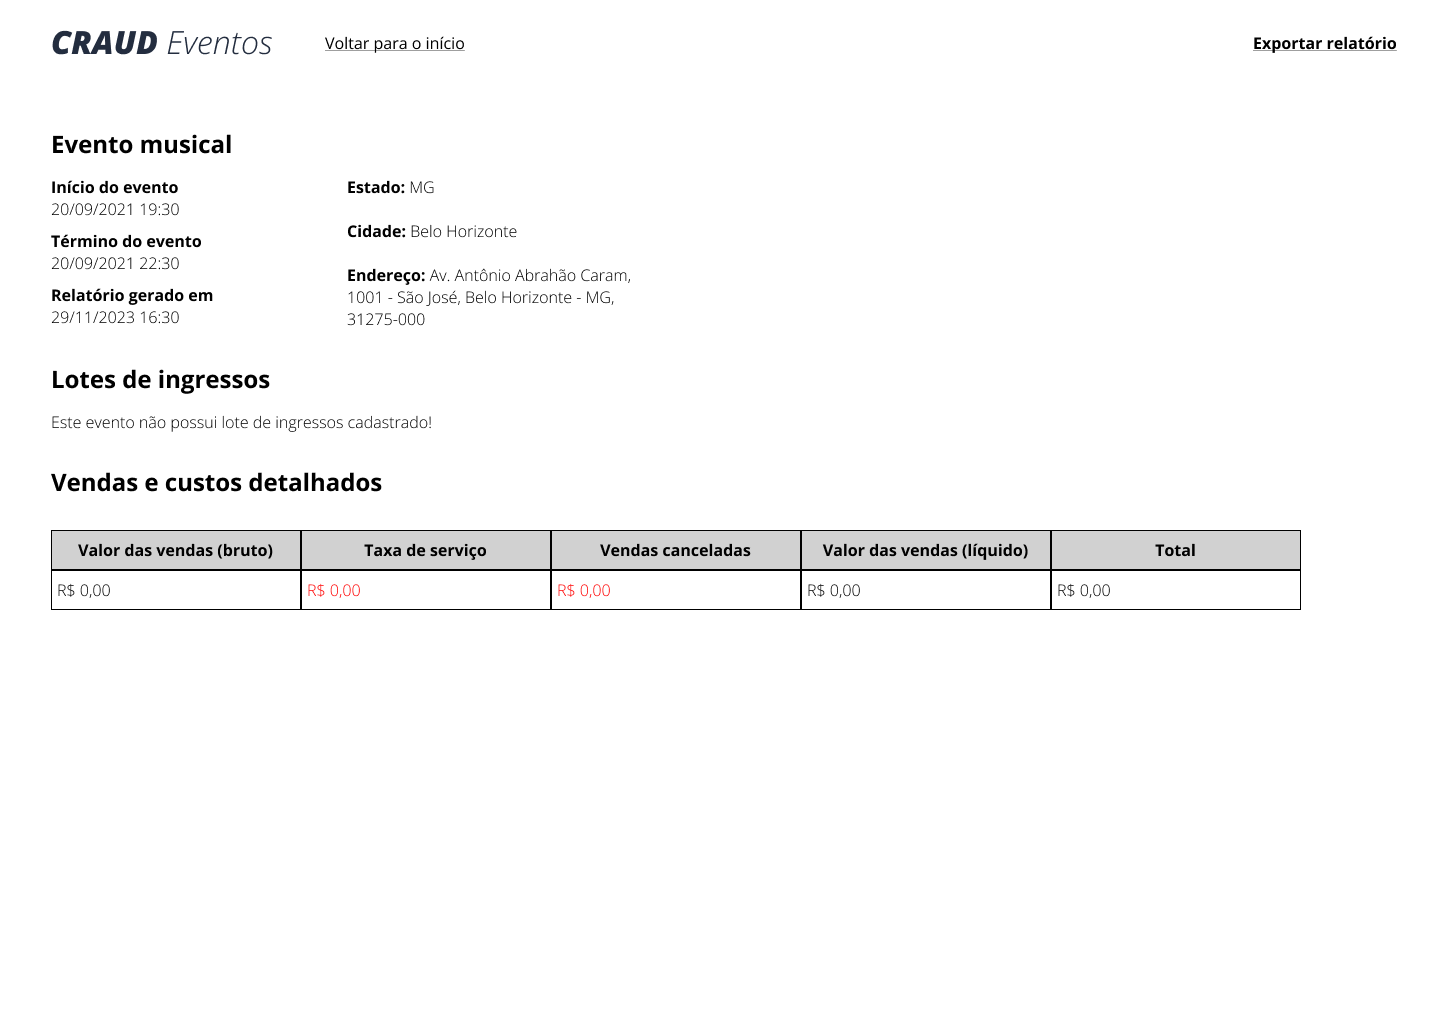 CRAUD Eventos
Voltar para o início
Exportar relatório
Evento musical
Início do evento
20/09/2021 19:30
Término do evento
20/09/2021 22:30
Relatório gerado em
29/11/2023 16:30
Estado: MG
Cidade: Belo Horizonte
Endereço: Av. Antônio Abrahão Caram,
1001 - São José, Belo Horizonte - MG,
31275-000
Lotes de ingressos
Este evento não possui lote de ingressos cadastrado!
Vendas e custos detalhados
Valor das vendas (bruto) Taxa de serviço Vendas canceladas Valor das vendas (líquido) Total
R$ 0,00 R$ 0,00 R$ 0,00 R$ 0,00 R$ 0,00